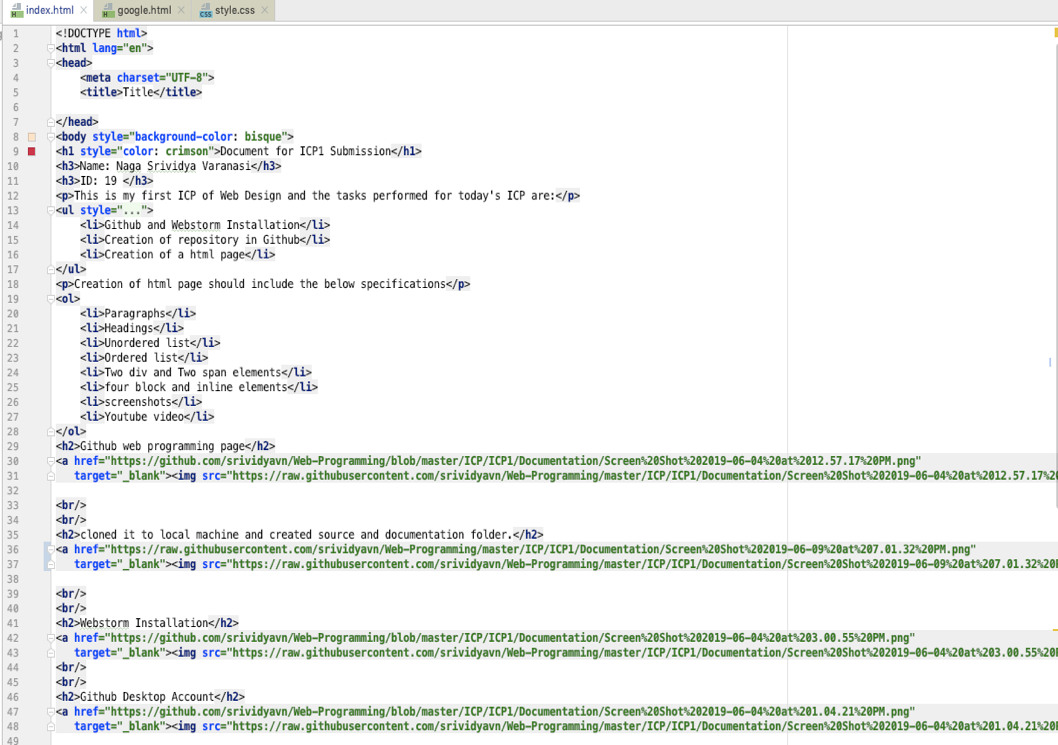 index.html google.html style.css
1 <!DOCTYPE html>
2 <html lang="en">
3 <head>
4 <meta charset="UTF-8">
5 <title>Title</title>
6
7 </head>
8 <body style="background-color: bisque">
9 <h1 style="color: crimson">Document for ICP1 Submission</h1>
10 <h3>Name: Naga Srividya Varanasi</h3>
11 <h3>ID: 19 </h3>
12 <p>This is my first ICP of Web Design and the tasks performed for today's ICP are:</p>
13 <ul style="...">
14 <li>Github and Webstorm Installation</li>
15 <li>Creation of repository in Github</li>
16 <li>Creation of a html page</li>
17 </ul>
18 <p>Creation of html page should include the below specifications</p>
19 <ol>
20 <li>Paragraphs</li>
21 <li>Headings</li>
22 <li>Unordered list</li>
23 <li>Ordered list</li>
24 <li>Two div and Two span elements</li>
25 <li>four block and inline elements</li>
26 <li>screenshots</li>
27 <li>Youtube video</li>
28 </ol>
29 <h2>Github web programming page</h2>
30 <a href="https://github.com/srividyavn/Web-Programming/blob/master/ICP/ICP1/Documentation/Screen%20Shot%202019-06-04%20at%2012.57.17%20PM.png"
31 target="_blank"><img src="https://raw.githubusercontent.com/srividyavn/Web-Programming/master/ICP/ICP1/Documentation/Screen%20Shot%202019-06-04%20at%2012.57.17%20
32
33 <br/>
34 <br/>
35 <h2>cloned it to local machine and created source and documentation folder.</h2>
36 <a href="https://raw.githubusercontent.com/srividyavn/Web-Programming/master/ICP/ICP1/Documentation/Screen%20Shot%202019-06-09%20at%207.01.32%20PM.png"
37 target="_blank"><img src="https://raw.githubusercontent.com/srividyavn/Web-Programming/master/ICP/ICP1/Documentation/Screen%20Shot%202019-06-09%20at%207.01.32%20
38
39 <br/>
40 <br/>
41 <h2>Webstorm Installation</h2>
42 <a href="https://github.com/srividyavn/Web-Programming/blob/master/ICP/ICP1/Documentation/Screen%20Shot%202019-06-04%20at%203.00.55%20PM.png"
43 target="_blank"><img src="https://raw.githubusercontent.com/srividyavn/Web-Programming/master/ICP/ICP1/Documentation/Screen%20Shot%202019-06-04%20at%203.00.55%20
44 <br/>
45 <br/>
46 <h2>Github Desktop Account</h2>
47 <a href="https://github.com/srividyavn/Web-Programming/blob/master/ICP/ICP1/Documentation/Screen%20Shot%202019-06-04%20at%201.04.21%20PM.png"
48 target="_blank"><img src="https://raw.githubusercontent.com/srividyavn/Web-Programming/master/ICP/ICP1/Documentation/Screen%20Shot%202019-06-04%20at%201.04.21%20
49